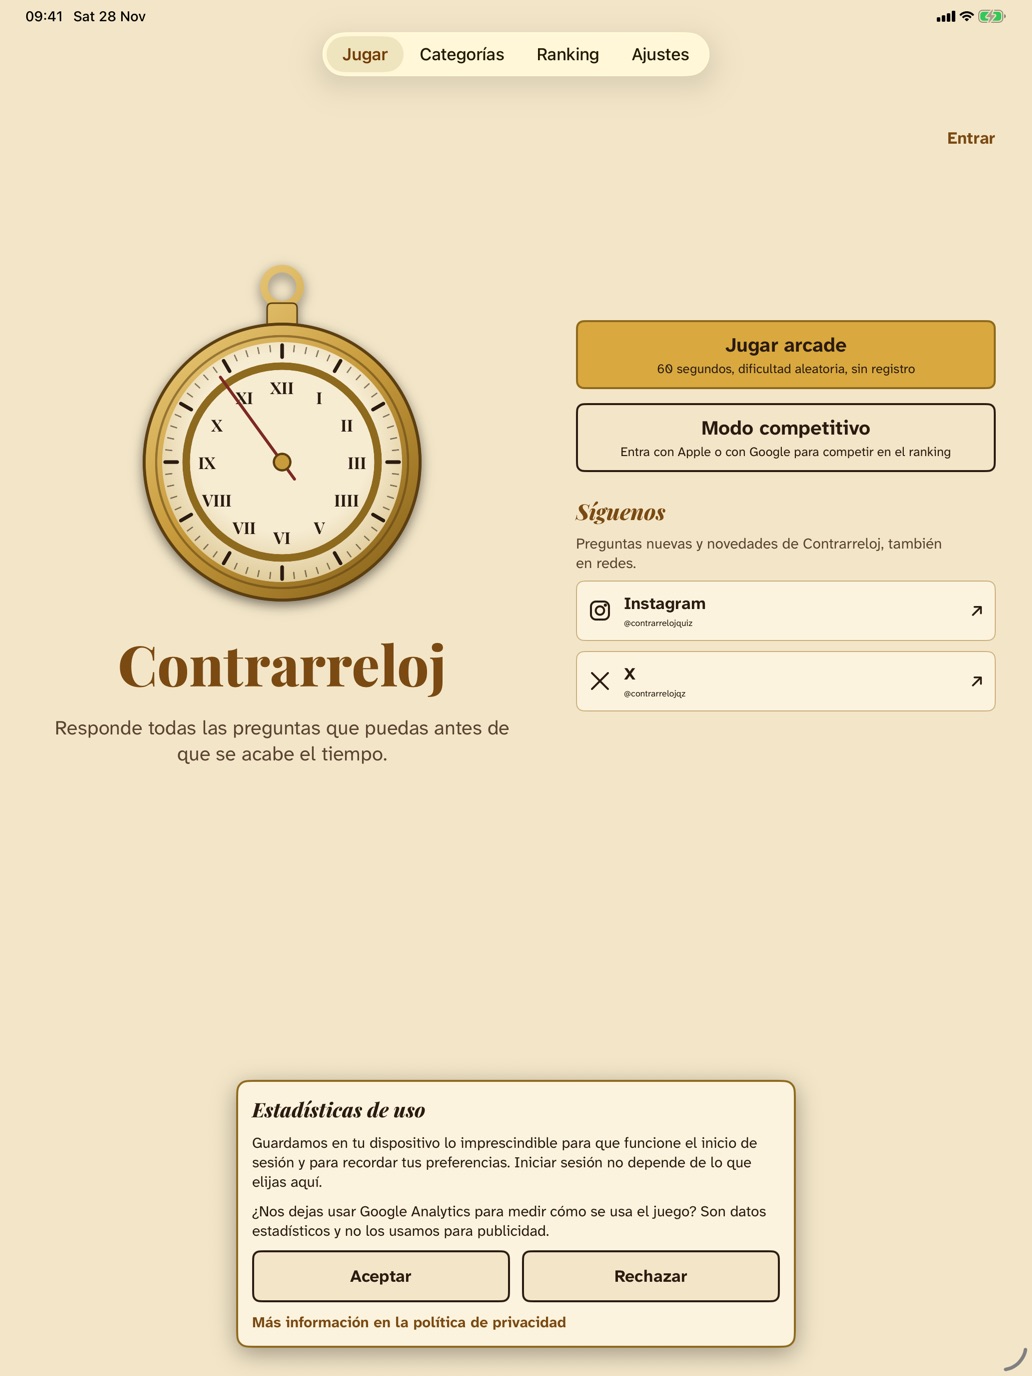 09:41 Sat 28 Nov
Jugar Categorías Ranking Ajustes
Entrar
XII
I
II
III
IIII
V
VI
VII
VIII
IX
X
XI
Contrarreloj
Responde todas las preguntas que puedas antes de
que se acabe el tiempo.
Jugar arcade
60 segundos, dificultad aleatoria, sin registro
Modo competitivo
Entra con Apple o con Google para competir en el ranking
Síguenos
Preguntas nuevas y novedades de Contrarreloj, también
en redes.
Instagram
@contrarrelojquiz
X
@contrarrelojqz
Estadísticas de uso
Guardamos en tu dispositivo lo imprescindible para que funcione el inicio de
sesión y para recordar tus preferencias. Iniciar sesión no depende de lo que
elijas aquí.
¿Nos dejas usar Google Analytics para medir cómo se usa el juego? Son datos
estadísticos y no los usamos para publicidad.
Aceptar
Rechazar
Más información en la política de privacidad